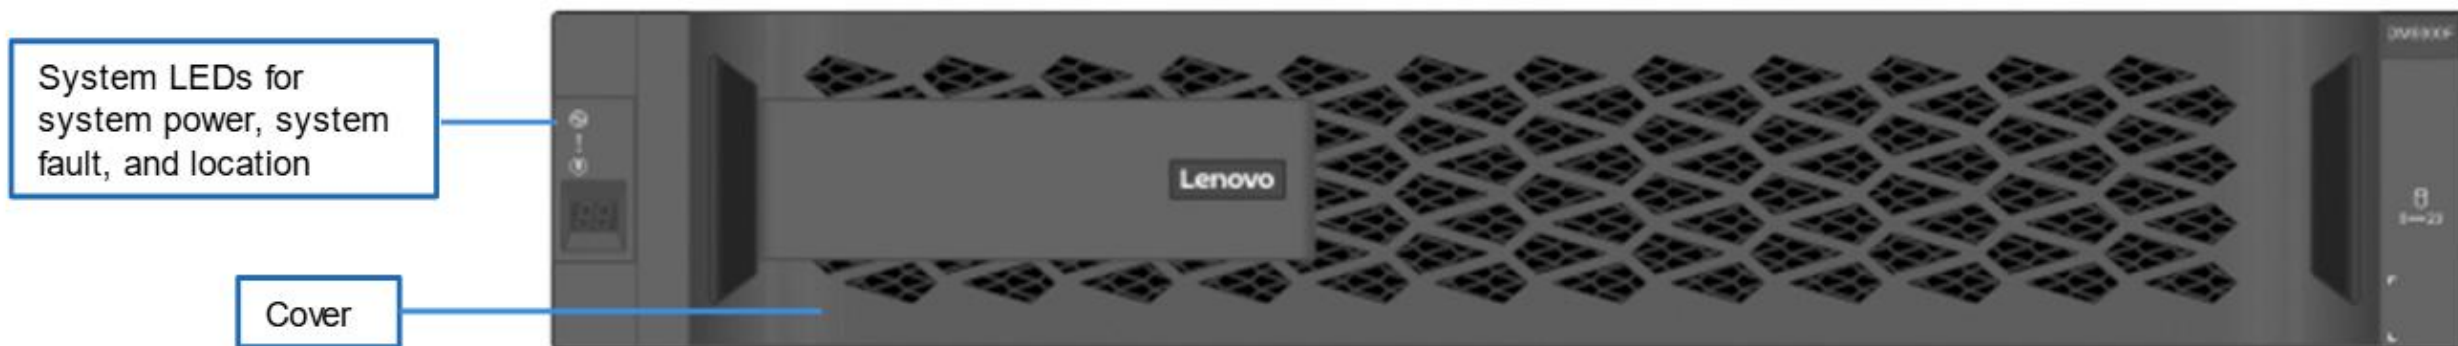 System LEDs for
system power, system
fault, and location
Lenovo
Cover